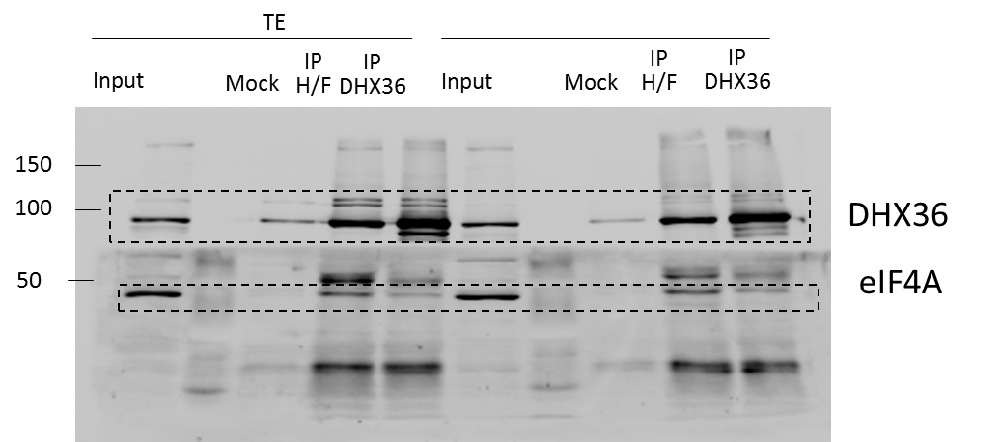 TE
Input
Mock
IP
H/F
IP
DHX36
Input
Mock
IP
H/F
IP
DHX36
150
100
50
DHX36
eIF4A